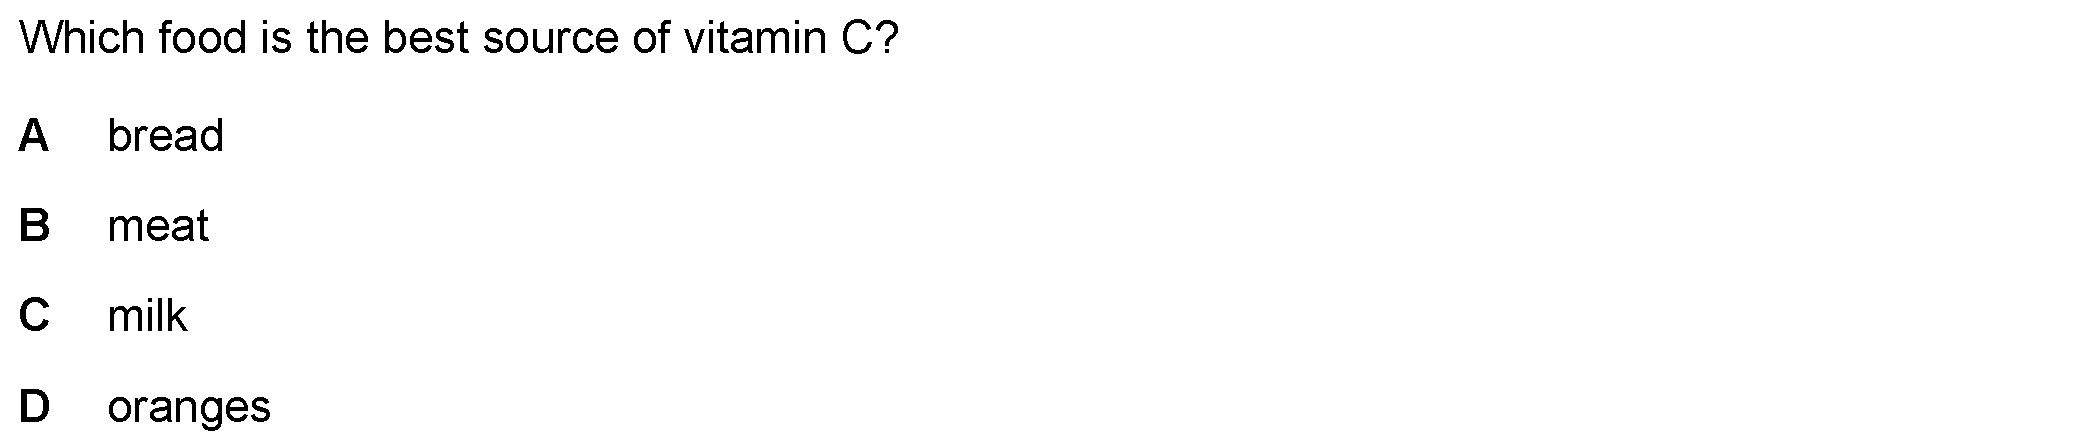 Which food is the best source of vitamin C?
A bread
B meat
C milk
D oranges